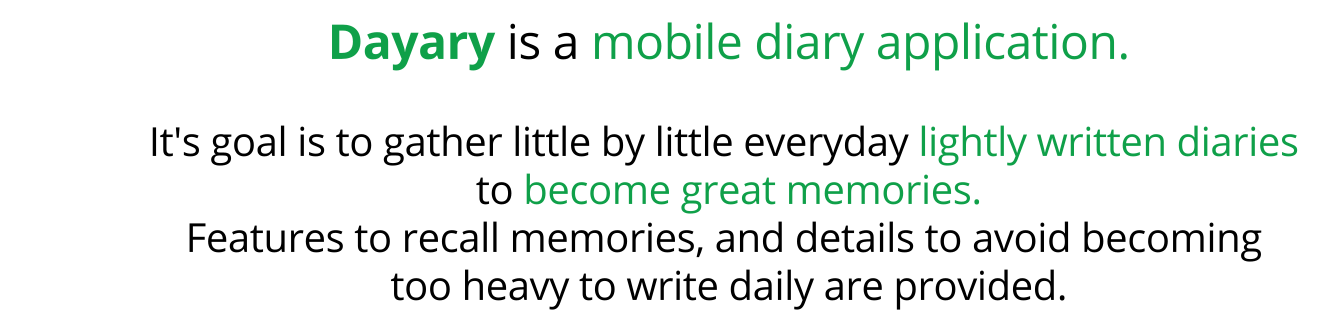 Dayary is a mobile diary application.
It's goal is to gather little by little everyday lightly written diaries
to become great memories.
Features to recall memories, and details to avoid becoming
too heavy to write daily are provided.